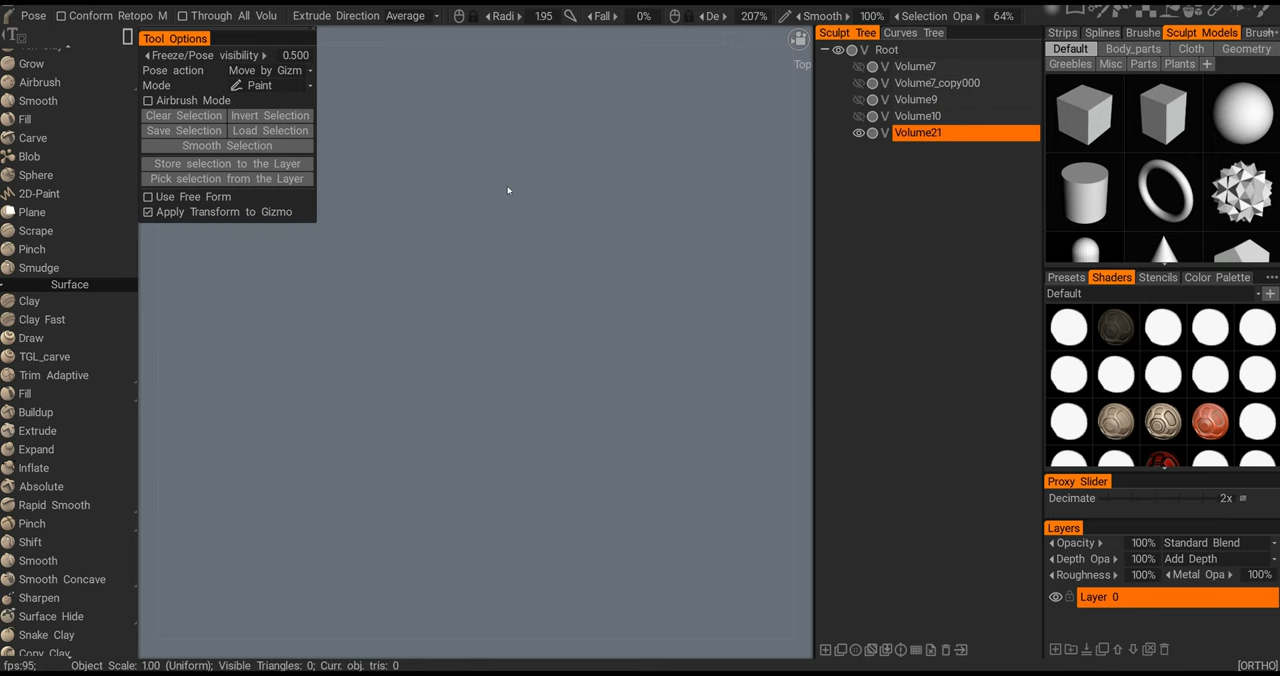 Pose Conform Retopo M Through All Volu Extrude Direction Average Radi 1.95 Fall 0% De 207% Smooth 100% Selection Opa 64%
Tool Options
Freeze/Pose visibility 0.500
Pose action Move by Gizm
Mode Paint
Airbrush Mode
Clear Selection Invert Selection
Save Selection Load Selection
Smooth Selection
Store selection to the Layer
Pick selection from the Layer
Use Free Form
Apply Transform to Gizmo
Grow
Airbrush
Smooth
Fill
Carve
Blob
Sphere
2D-Paint
Plane
Scrape
Pinch
Smudge
Surface
Clay
Clay Fast
Draw
TGL_carve
Trim Adaptive
Fill
Buildup
Extrude
Expand
Inflate
Absolute
Rapid Smooth
Pinch
Shift
Smooth
Smooth Concave
Sharpen
Surface Hide
Snake Clay
Copy Clay
Top
Sculpt Tree Curves Tree
V Root
V Volume7
V Volume7_copy000
V Volume9
V Volume10
V Volume21
Strips Splines Brushe Sculpt Models Brush
Default Body_parts Cloth Geometry
Greebles Misc Parts Plants +
Presets Shaders Stencils Color Palette
Default
Proxy Slider
Decimate 2x
Layers
Opacity 100% Standard Blend
Depth Opa 100% Add Depth
Roughness 100% Metal Opa 100%
Layer 0
fps:95; Object Scale: 1.00 (Uniform); Visible Triangles: 0; Curr. obj. tris: 0 [ORTHO]